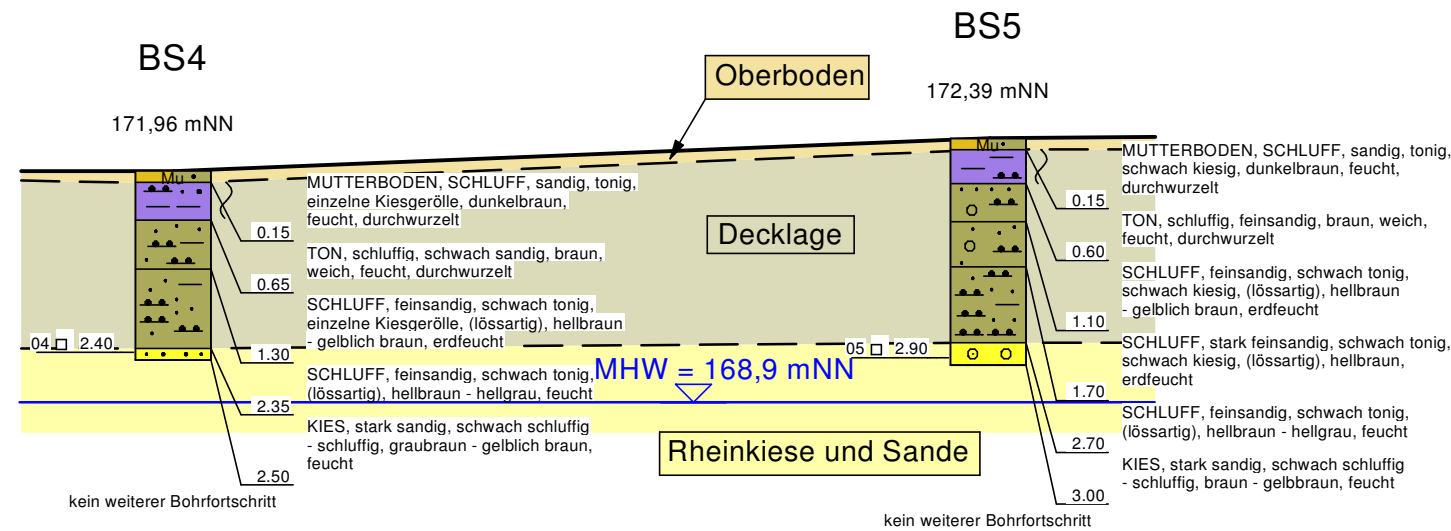 BS4
171,96 mNN
Mu
0.15
0.65
04 2.40
1.30
2.35
2.50
kein weiterer Bohrfortschritt
MUTTERBODEN, SCHLUFF, sandig, tonig,
einzelne Kiesgerölle, dunkelbraun,
feucht, durchwurzelt
TON, schluffig, schwach sandig, braun,
weich, feucht, durchwurzelt
SCHLUFF, feinsandig, schwach tonig,
einzelne Kiesgerölle, (lössartig), hellbraun
- gelblich braun, erdfeucht
SCHLUFF, feinsandig, schwach tonig,
(lössartig), hellbraun - hellgrau, feucht
KIES, stark sandig, schwach schluffig
- schluffig, graubraun - gelblich braun,
feucht
Oberboden
Decklage
MHW = 168,9 mNN
Rheinkiese und Sande
BS5
172,39 mNN
Mu
0.15
0.60
1.10
05 2.90
1.70
2.70
3.00
kein weiterer Bohrfortschritt
MUTTERBODEN, SCHLUFF, sandig, tonig,
schwach kiesig, dunkelbraun, feucht,
durchwurzelt
TON, schluffig, feinsandig, braun, weich,
feucht, durchwurzelt
SCHLUFF, feinsandig, schwach tonig,
schwach kiesig, (lössartig), hellbraun
- gelblich braun, erdfeucht
SCHLUFF, stark feinsandig, schwach tonig,
schwach kiesig, (lössartig), hellbraun,
erdfeucht
SCHLUFF, feinsandig, schwach tonig,
(lössartig), hellbraun - hellgrau, feucht
KIES, stark sandig, schwach schluffig
- schluffig, braun - gelbbraun, feucht